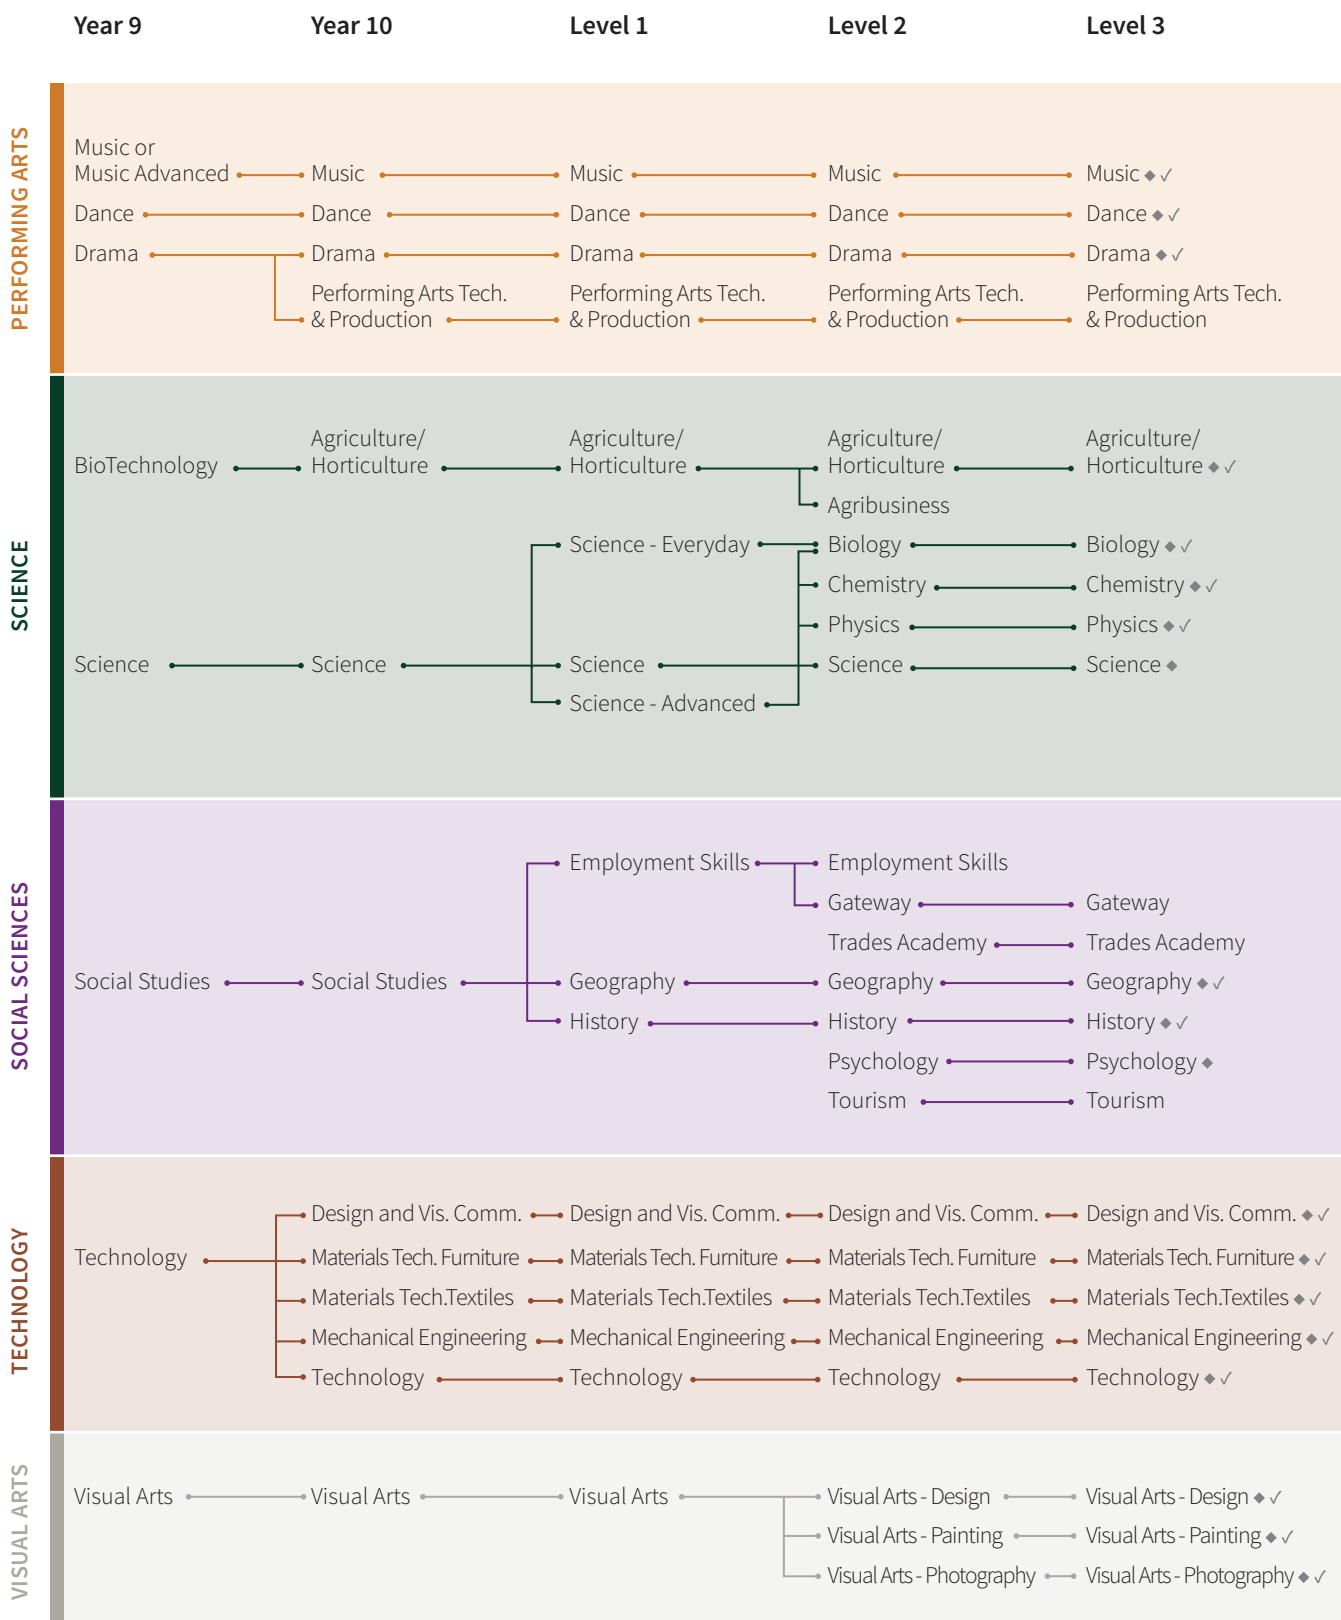 Year 9 Year 10 Level 1 Level 2 Level 3
PERFORMING ARTS
Music or
Music Advanced Music Music Music Music ◆ ✓
Dance Dance Dance Dance Dance ◆ ✓
Drama Drama Drama Drama Drama ◆ ✓
Performing Arts Tech. Performing Arts Tech. Performing Arts Tech. Performing Arts Tech.
& Production & Production & Production & Production
SCIENCE
Agriculture/ Agriculture/ Agriculture/ Agriculture/
BioTechnology Horticulture Horticulture Horticulture Horticulture ◆ ✓
Agribusiness
Science - Everyday Biology Biology ◆ ✓
Chemistry Chemistry ◆ ✓
Physics Physics ◆ ✓
Science Science Science Science Science ◆
Science - Advanced
SOCIAL SCIENCES
Employment Skills Employment Skills
Gateway Gateway
Trades Academy Trades Academy
Social Studies Social Studies Geography Geography Geography ◆ ✓
History History History ◆ ✓
Psychology Psychology ◆
Tourism Tourism
TECHNOLOGY
Design and Vis. Comm. Design and Vis. Comm. Design and Vis. Comm. Design and Vis. Comm. ◆ ✓
Technology Materials Tech. Furniture Materials Tech. Furniture Materials Tech. Furniture Materials Tech. Furniture ◆ ✓
Materials Tech.Textiles Materials Tech.Textiles Materials Tech.Textiles Materials Tech.Textiles ◆ ✓
Mechanical Engineering Mechanical Engineering Mechanical Engineering Mechanical Engineering ◆ ✓
Technology Technology Technology Technology ◆ ✓
VISUAL ARTS
Visual Arts Visual Arts Visual Arts Visual Arts - Design Visual Arts - Design ◆ ✓
Visual Arts - Painting Visual Arts - Painting ◆ ✓
Visual Arts - Photography Visual Arts - Photography ◆ ✓